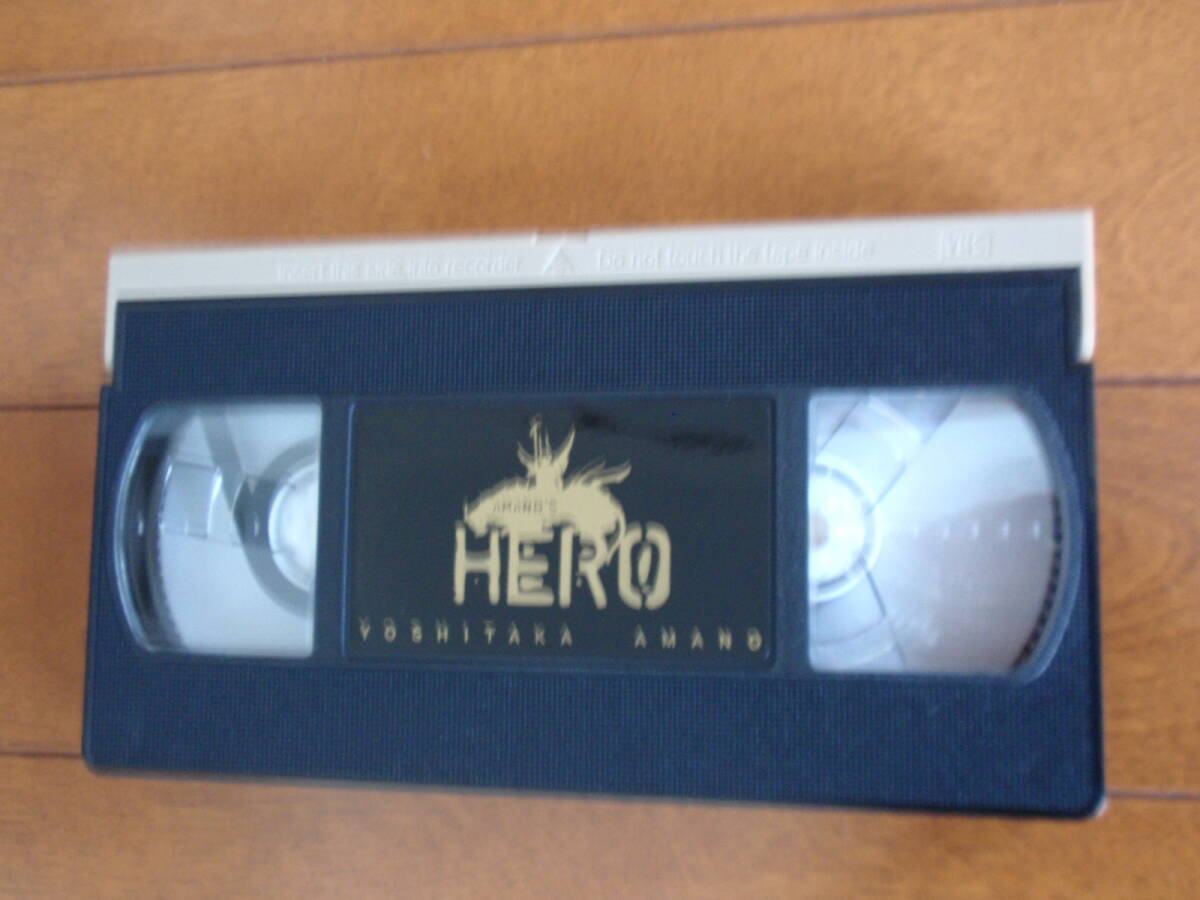 Insert this side into recorder Do not touch the tape inside VHS
AMANO'S
HERO
YOSHITAKA AMANO